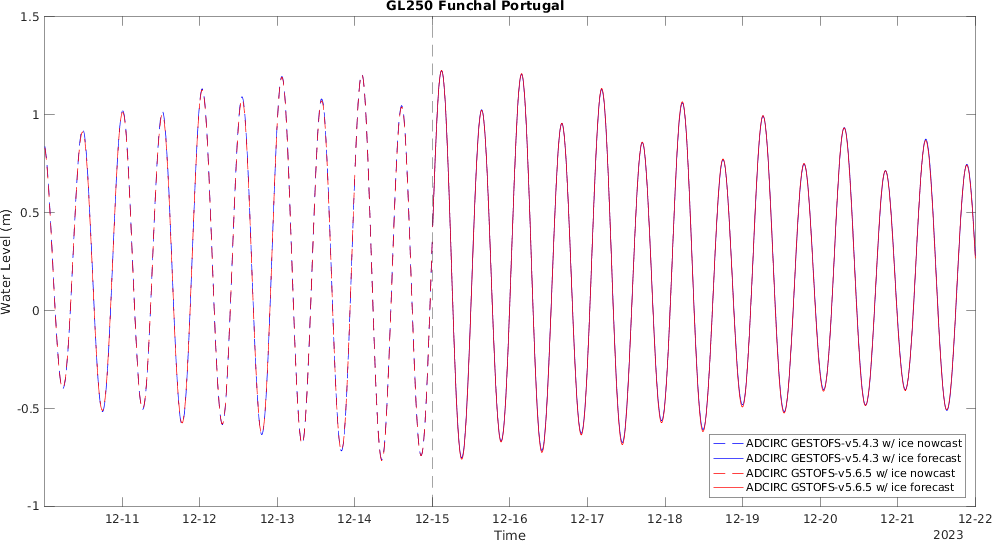 GL250 Funchal Portugal
1.5
1
0.5
0
-0.5
-1
Water Level (m)
12-11 12-12 12-13 12-14 12-15 12-16 12-17 12-18 12-19 12-20 12-21 12-22
Time
2023
ADCIRC GESTOFS-v5.4.3 w/ ice nowcast
ADCIRC GESTOFS-v5.4.3 w/ ice forecast
ADCIRC GSTOFS-v5.6.5 w/ ice nowcast
ADCIRC GSTOFS-v5.6.5 w/ ice forecast